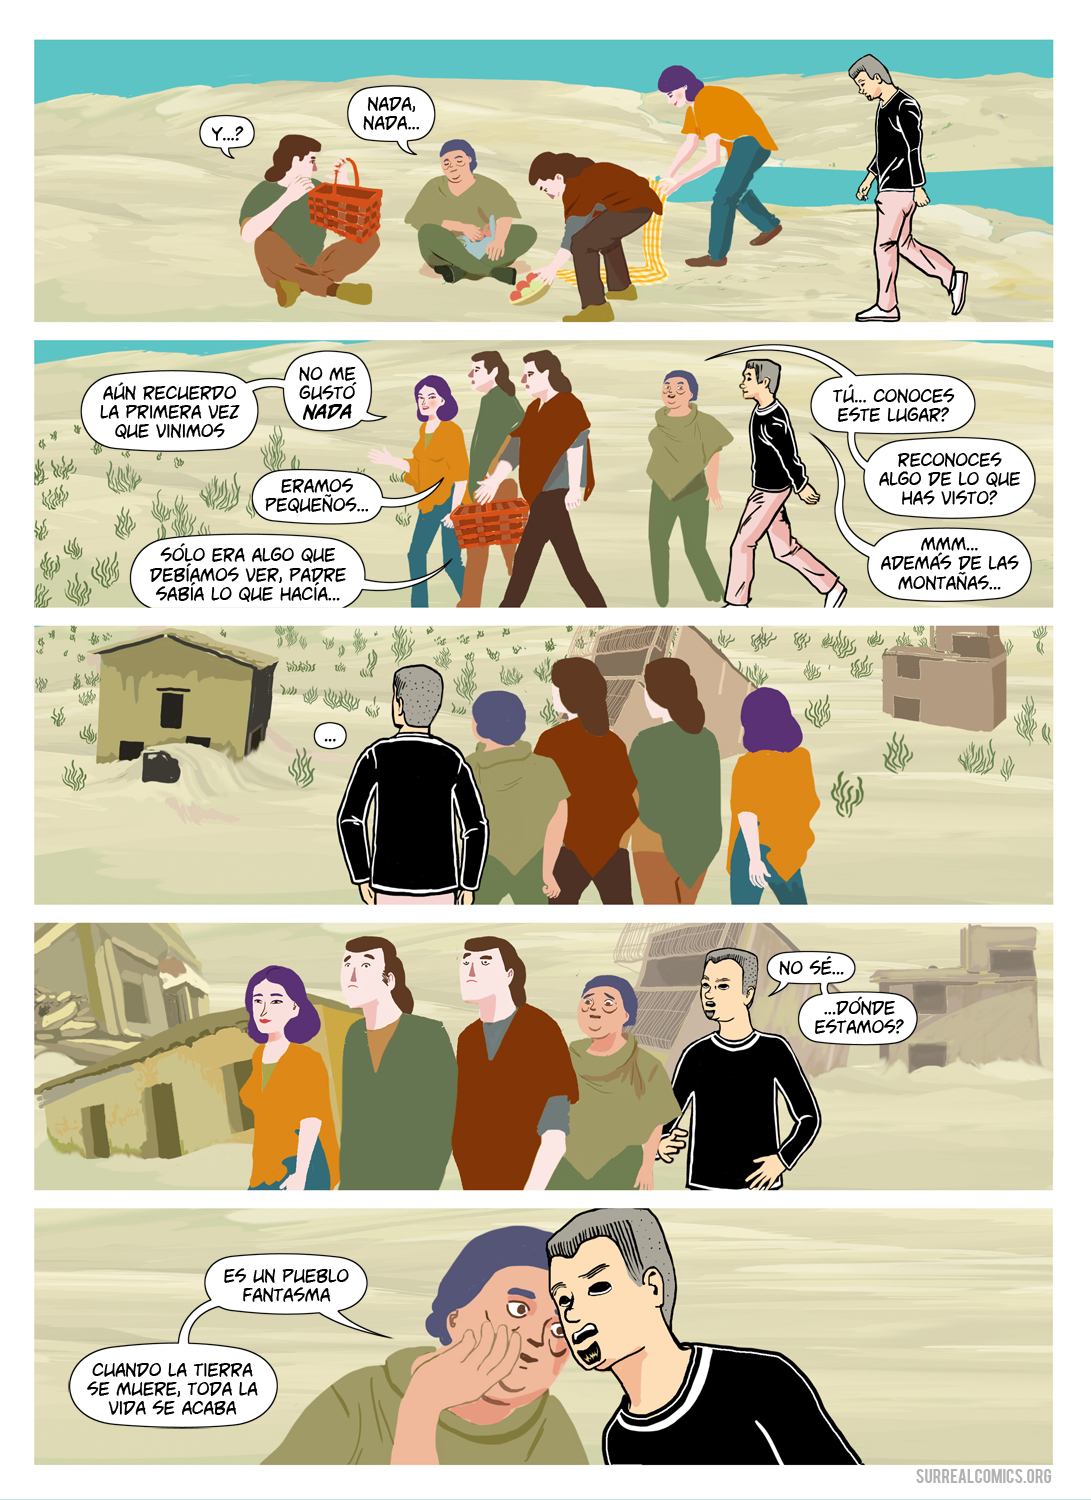 Y...?
NADA,
NADA...
AÚN RECUERDO
LA PRIMERA VEZ
QUE VINIMOS
NO ME
GUSTÓ
NADA
ERAMOS
PEQUEÑOS...
SÓLO ERA ALGO QUE
DEBÍAMOS VER, PADRE
SABÍA LO QUE HACÍA...
TÚ... CONOCES
ESTE LUGAR?
RECONOCES
ALGO DE LO QUE
HAS VISTO?
MMM...
ADEMÁS DE LAS
MONTAÑAS...
...
NO SÉ...
...DÓNDE
ESTAMOS?
ES UN PUEBLO
FANTASMA
CUANDO LA TIERRA
SE MUERE, TODA LA
VIDA SE ACABA
SURREALCOMICS.ORG